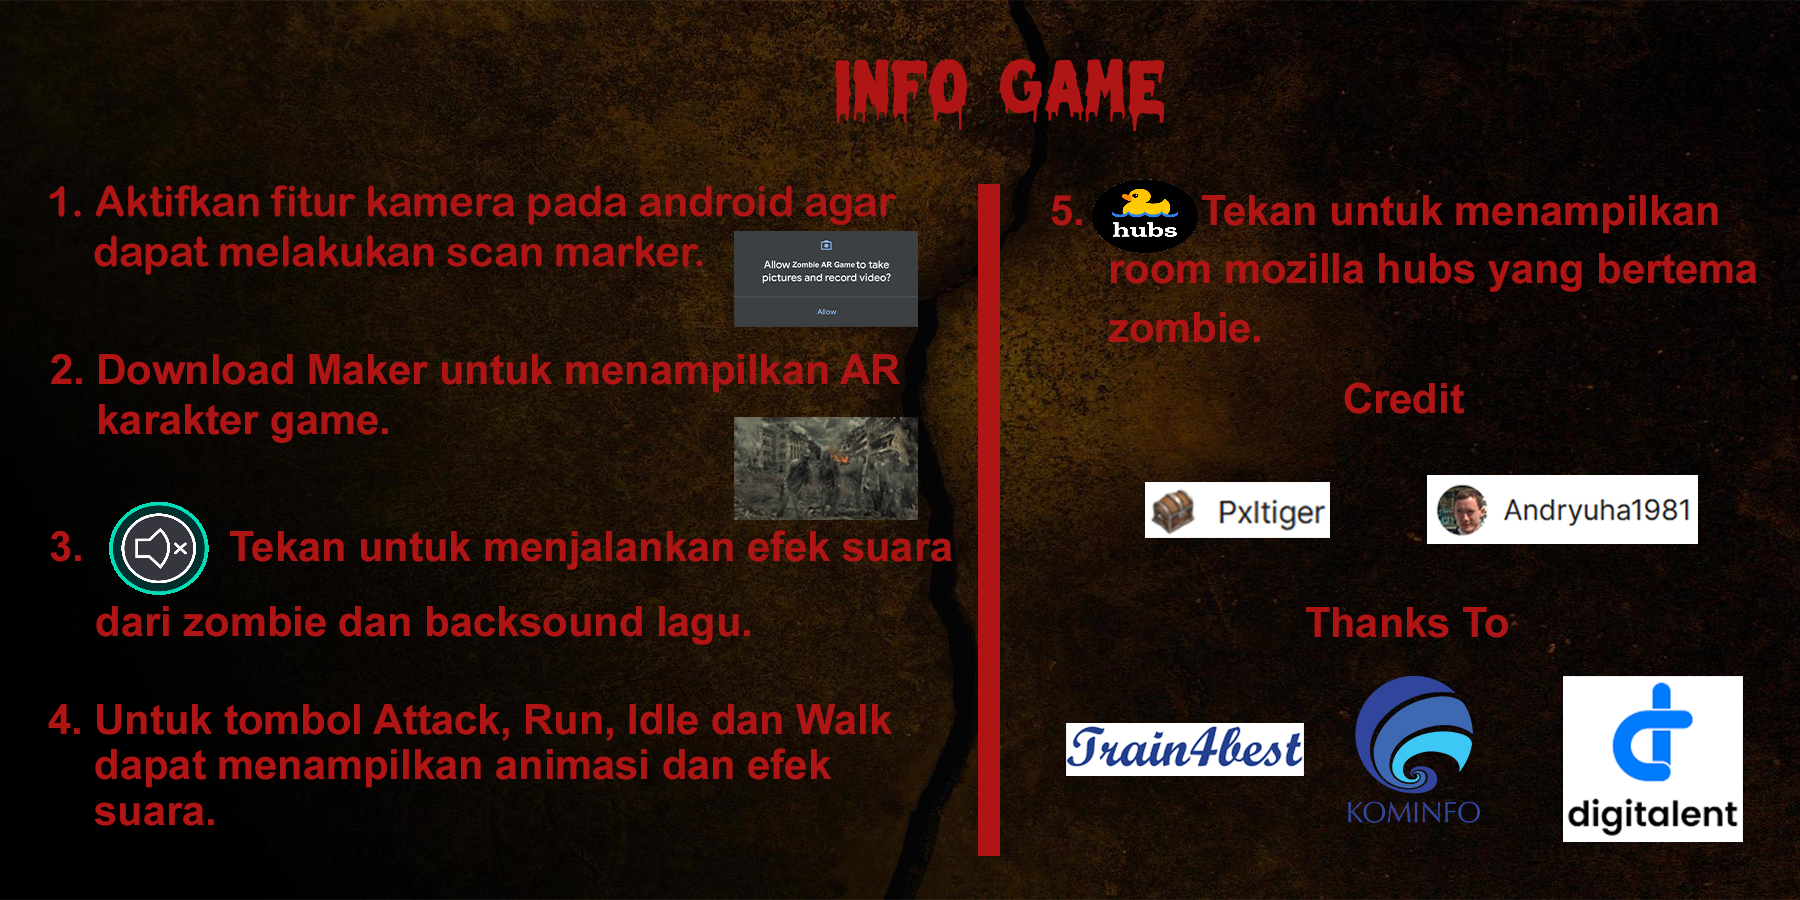 INFO GAME
1. Aktifkan fitur kamera pada android agar
dapat melakukan scan marker.
Allow Zombie AR Game to take
pictures and record video?
Allow
2. Download Maker untuk menampilkan AR
karakter game.
3. Tekan untuk menjalankan efek suara
dari zombie dan backsound lagu.
4. Untuk tombol Attack, Run, Idle dan Walk
dapat menampilkan animasi dan efek
suara.
5. hubs Tekan untuk menampilkan
room mozilla hubs yang bertema
zombie.
Credit
Pxltiger
Andryuha1981
Thanks To
Train4best
KOMINFO
digitalent